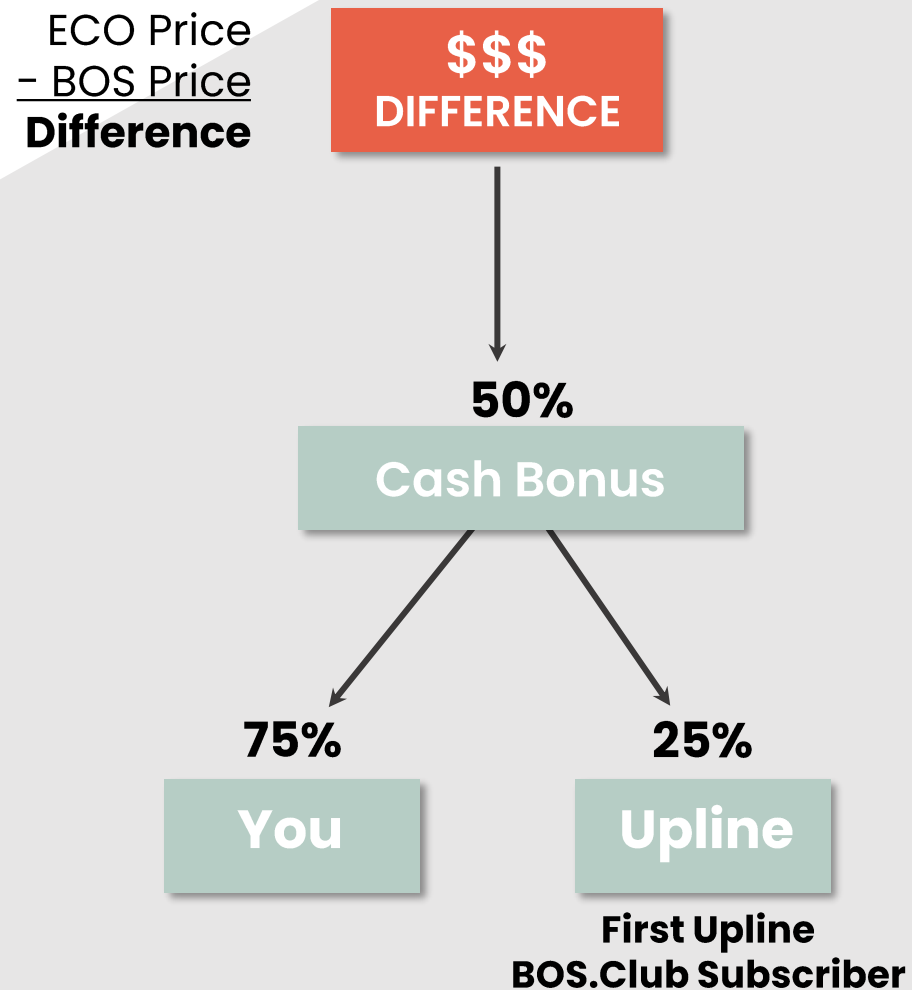 ECO Price
- BOS Price
Difference
$$$
DIFFERENCE
50%
Cash Bonus
75%
25%
You
Upline
First Upline
BOS.Club Subscriber